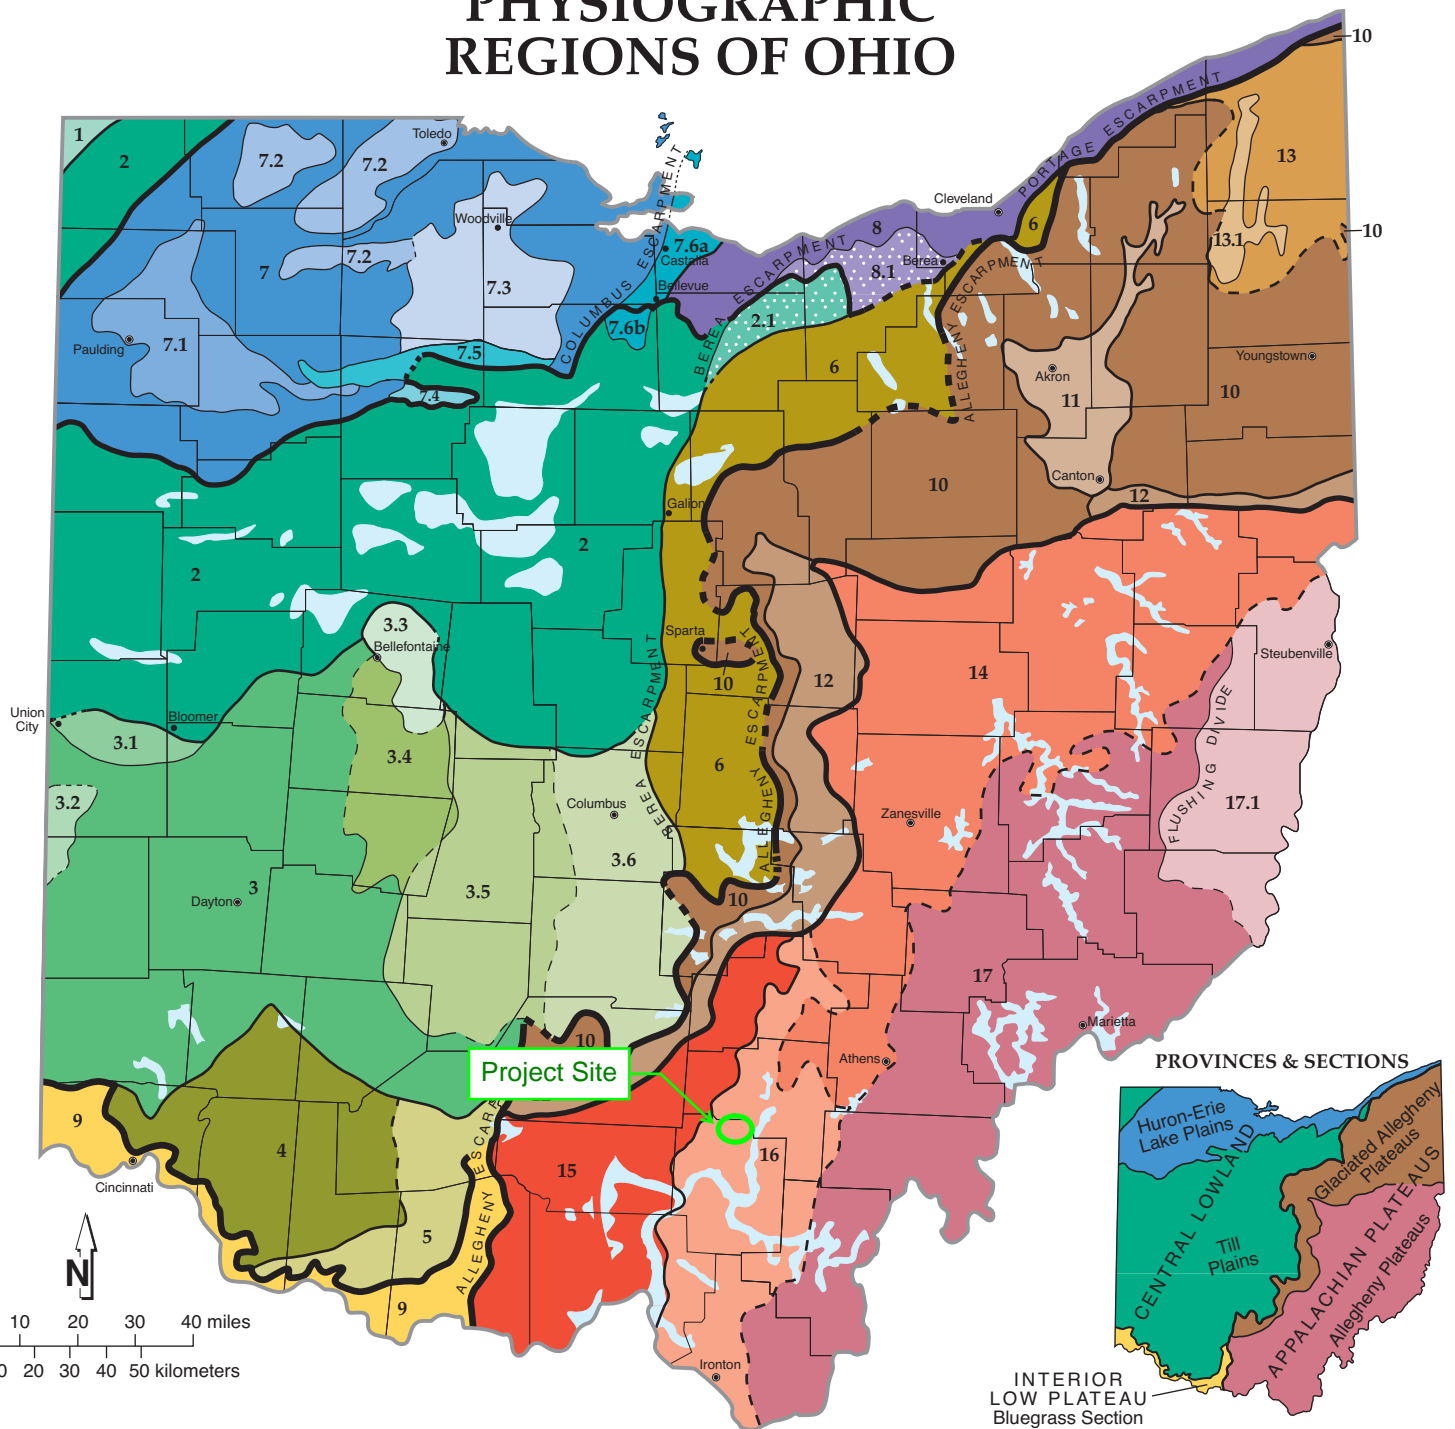 PHYSIOGRAPHIC
REGIONS OF OHIO
10
1
2
7.2
7.2
Toledo
13
Cleveland
PORTAGE ESCARPMENT
Woodville
6
8
10
13.1
7
7.2
7.6a
Castalia
8.1
Berea
7.3
Bellevue
COLUMBUS ESCARPMENT
BEREA ESCARPMENT
ALLEGHENY ESCARPMENT
7.6b
2.1
Paulding
7.1
7.5
6
Youngstown
Akron
7.4
11
10
Canton
10
12
Galion
2
2
3.3
Sparta
Bellefontaine
Steubenville
10
12
14
Union
City
Bloomer
3.1
3.4
6
BEREA ESCARPMENT
ALLEGHENY ESCARPMENT
FLUSHING DIVIDE
3.2
Columbus
17.1
Zanesville
3.6
3
3.5
Dayton
10
17
Marietta
10
Athens
Project Site
PROVINCES & SECTIONS
9
4
16
15
Cincinnati
5
ALLEGHENY ESCARP
N
9
10 20 30 40 miles
0 20 30 40 50 kilometers
Ironton
Huron-Erie
Lake Plains
Glaciated Allegheny
Plateaus
CENTRAL LOWLAND
Till
Plains
APPALACHIAN PLATEAUS
Allegheny Plateaus
INTERIOR
LOW PLATEAU
Bluegrass Section